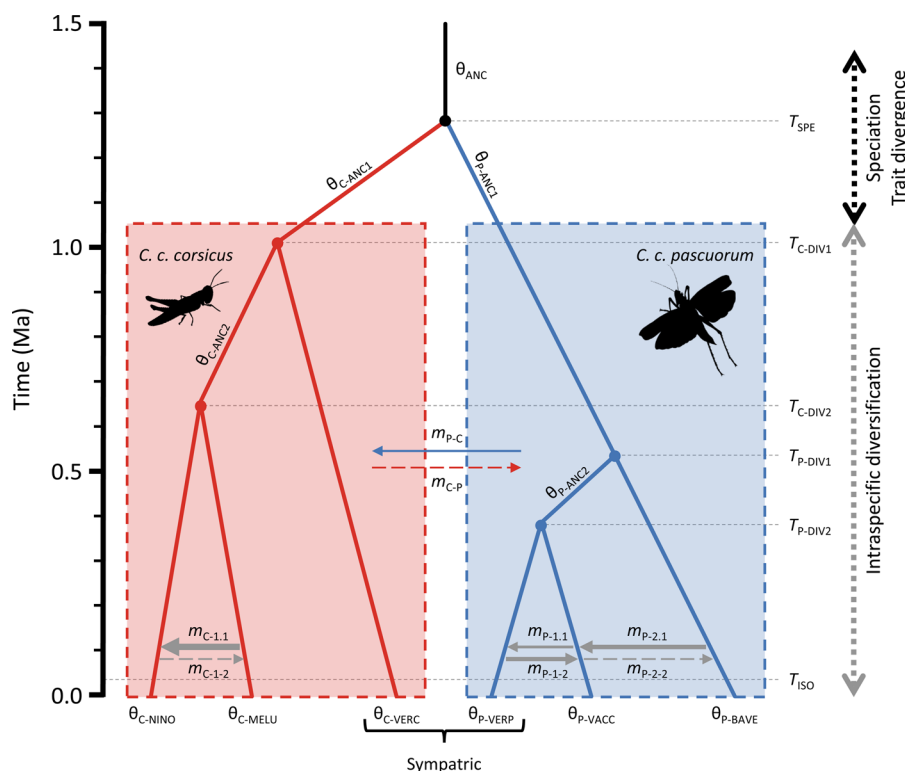 1.5
θANC
TSPE
Speciation
Trait divergence
θC-ANC1
θP-ANC1
1.0
C. c. corsicus
C. c. pascuorum
TC-DIV1
Time (Ma)
θC-ANC2
TC-DIV2
mP-C
mC-P
TP-DIV1
0.5
θP-ANC2
TP-DIV2
Intraspecific diversification
mC-1.1
mC-1-2
mP-1.1
mP-1-2
mP-2.1
mP-2-2
TISO
0.0
θC-NINO θC-MELU θC-VERC θP-VERP θP-VACC θP-BAVE
Sympatric